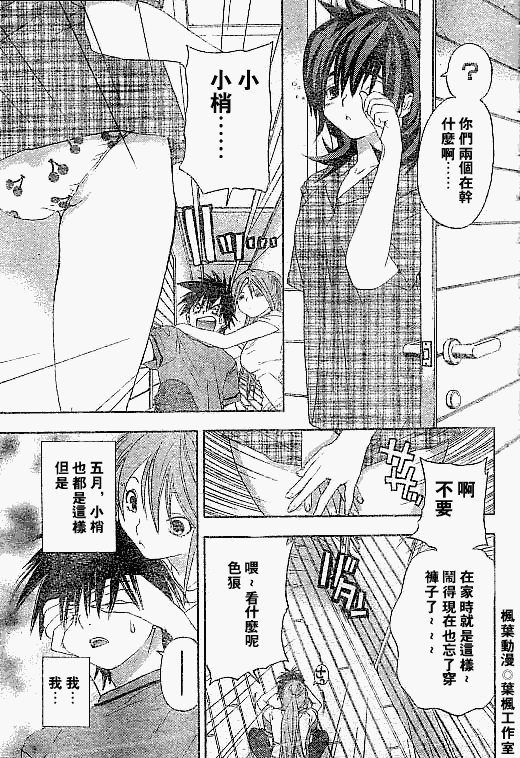 ?
你們兩個在幹
什麼啊……
小
小梢……
啊
不要
在家時就是這樣~
鬧得現在也忘了穿
褲子了~~~
喂~看什麼呢
色狼
五月，小梢
也都是這樣
但是
我…
我…
楓葉動漫◎葉楓工作室